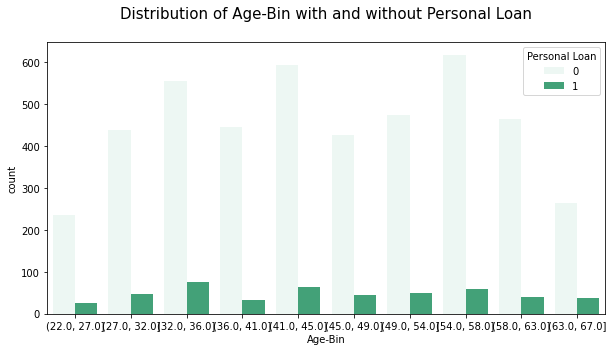 Distribution of Age-Bin with and without Personal Loan
Personal Loan
0
1
600
500
400
300
200
100
0
count
(22.0, 27.0] (27.0, 32.0] (32.0, 36.0] (36.0, 41.0] (41.0, 45.0] (45.0, 49.0] (49.0, 54.0] (54.0, 58.0] (58.0, 63.0] (63.0, 67.0]
Age-Bin